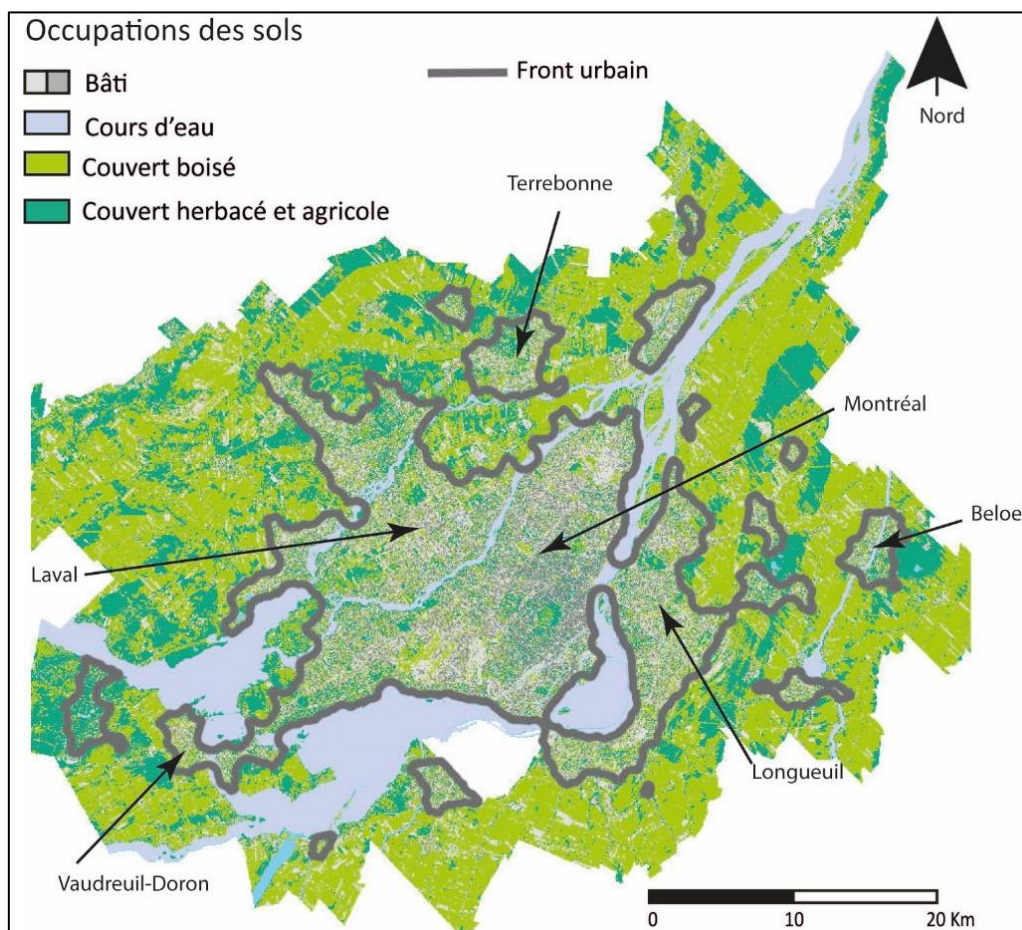 Occupations des sols
Bâti
Cours d'eau
Couvert boisé
Couvert herbacé et agricole
Front urbain
Nord
Terrebonne
Montréal
Beloe
Laval
Longueuil
Vaudreuil-Doron
0 10 20 Km